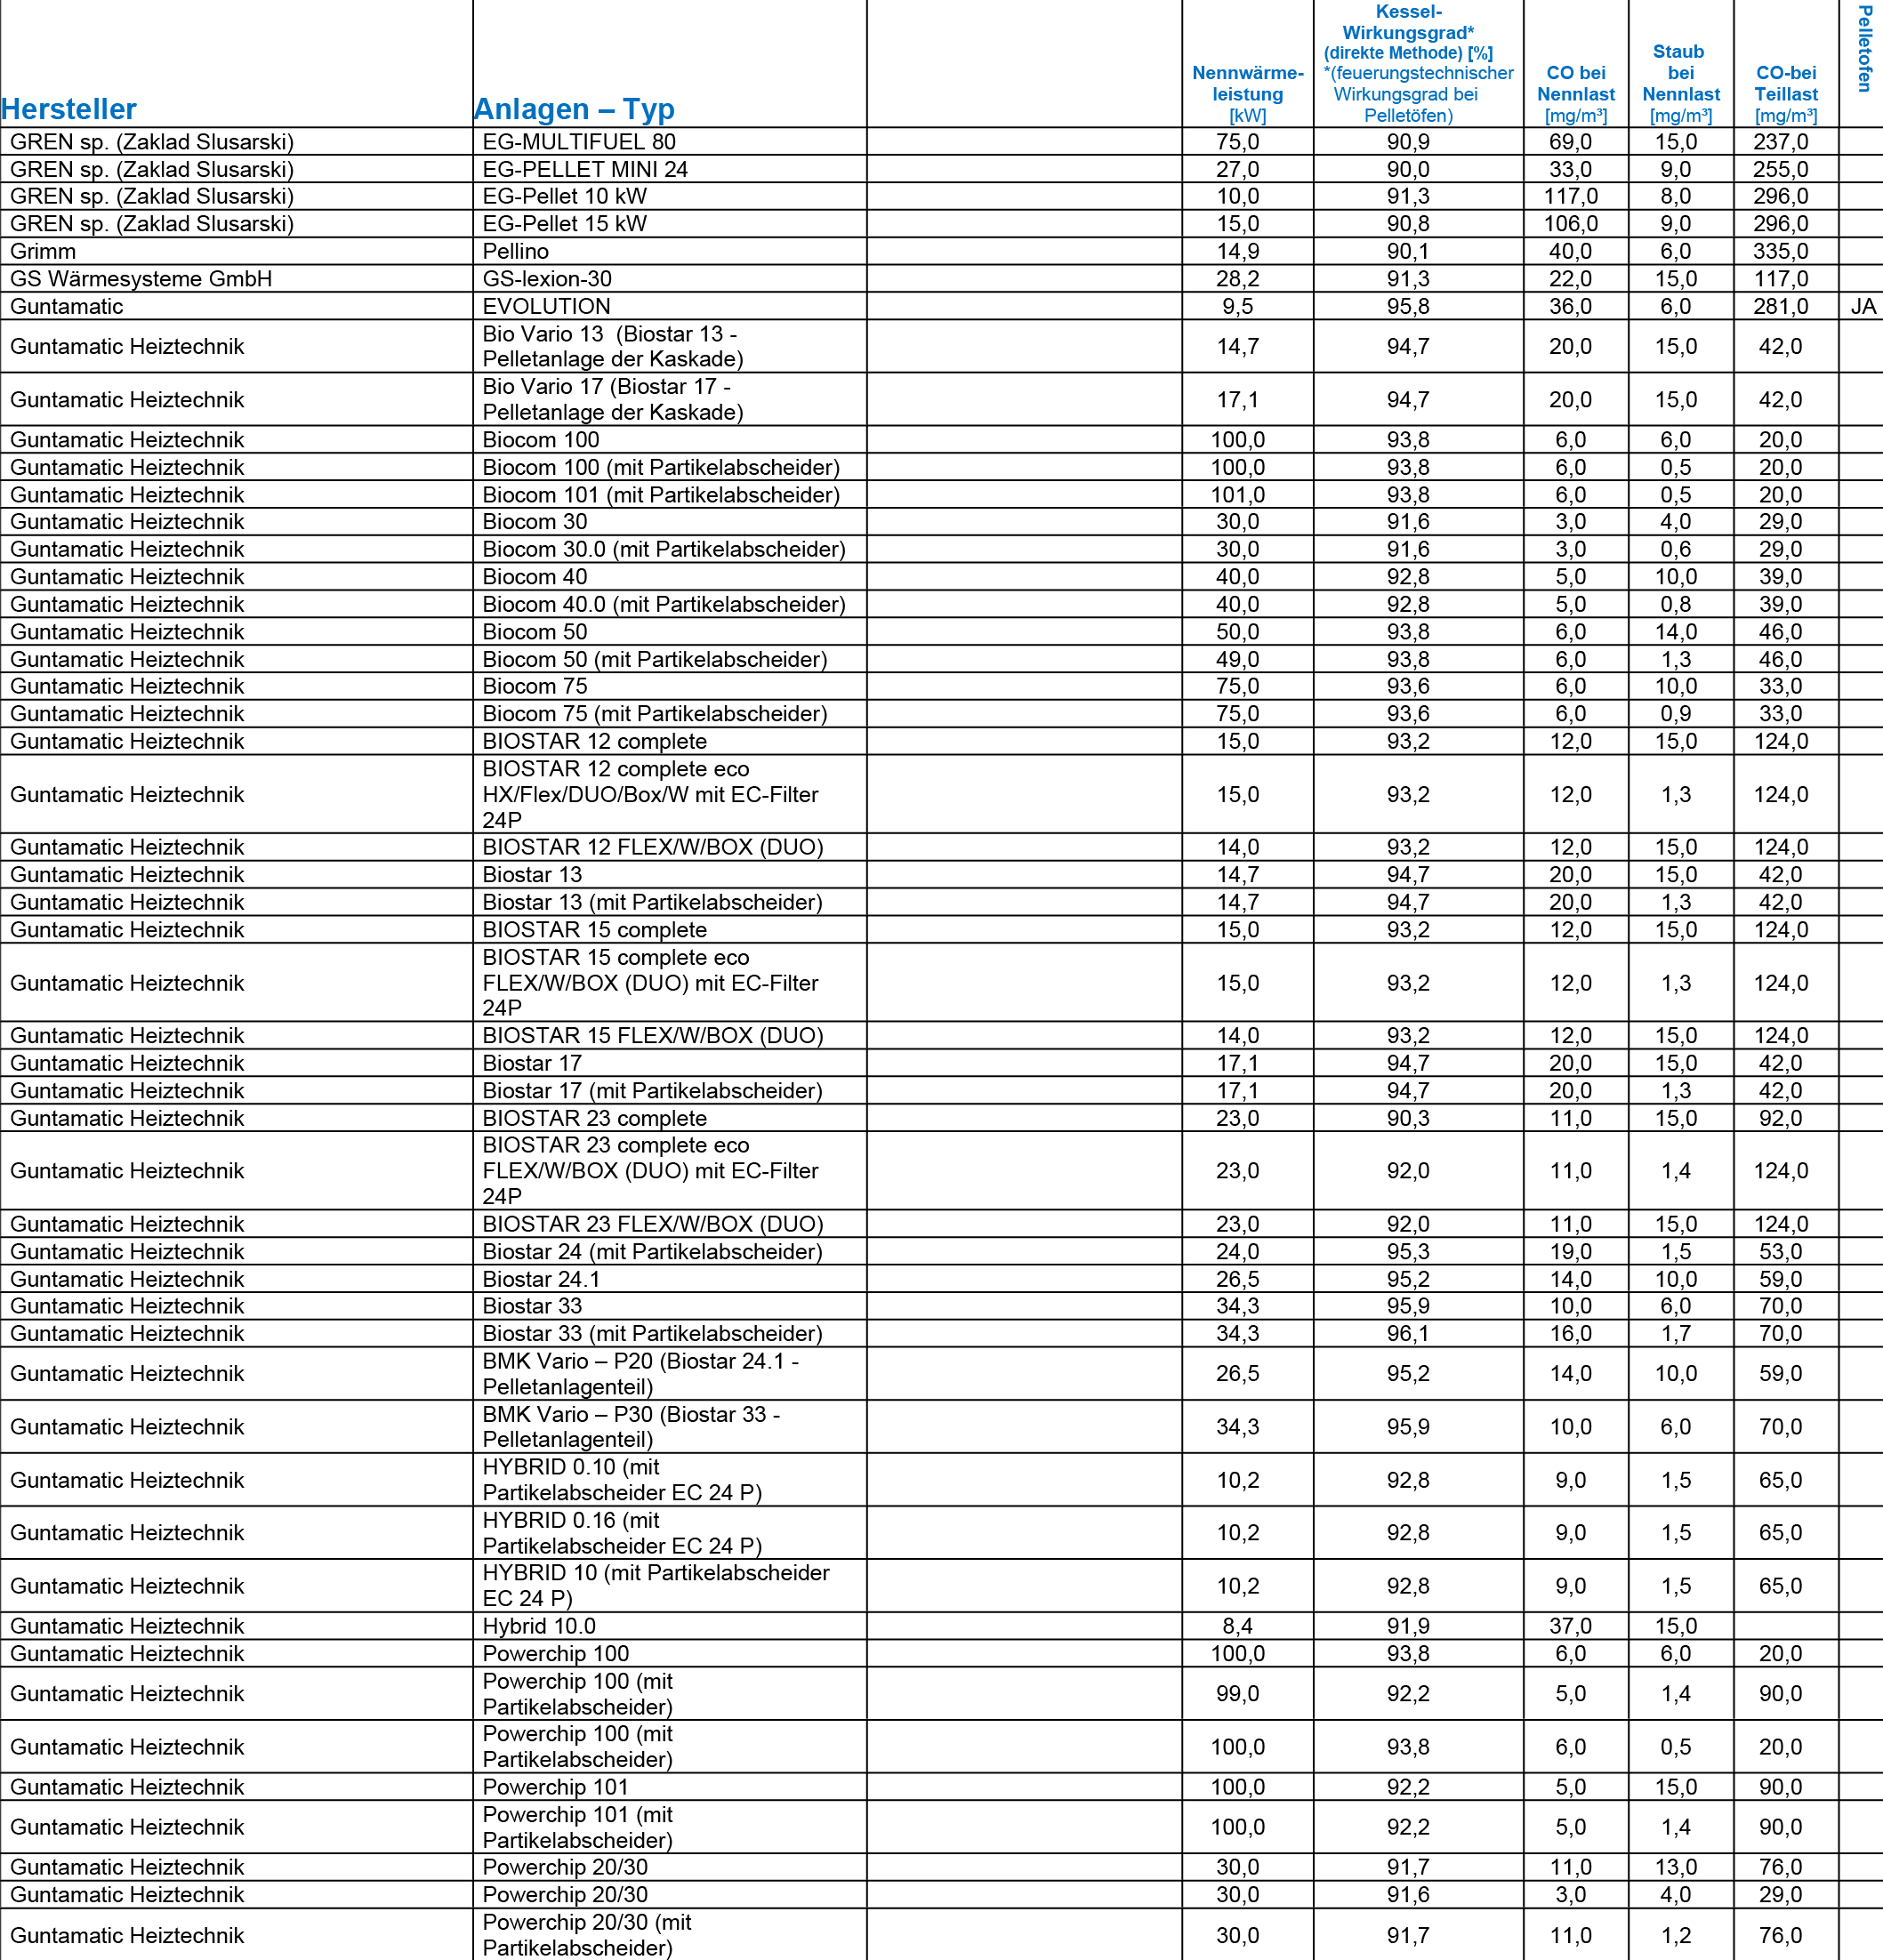 Hersteller Anlagen – Typ Nennwärme-leistung [kW] Kessel-Wirkungsgrad* (direkte Methode) [%] *(feuerungstechnischer Wirkungsgrad bei Pelletöfen) CO bei Nennlast [mg/m³] Staub bei Nennlast [mg/m³] CO-bei Teillast [mg/m³] Pelletofen
GREN sp. (Zaklad Slusarski) EG-MULTIFUEL 80 75,0 90,9 69,0 15,0 237,0
GREN sp. (Zaklad Slusarski) EG-PELLET MINI 24 27,0 90,0 33,0 9,0 255,0
GREN sp. (Zaklad Slusarski) EG-Pellet 10 kW 10,0 91,3 117,0 8,0 296,0
GREN sp. (Zaklad Slusarski) EG-Pellet 15 kW 15,0 90,8 106,0 9,0 296,0
Grimm Pellino 14,9 90,1 40,0 6,0 335,0
GS Wärmesysteme GmbH GS-lexion-30 28,2 91,3 22,0 15,0 117,0
Guntamatic EVOLUTION 9,5 95,8 36,0 6,0 281,0 JA
Guntamatic Heiztechnik Bio Vario 13 (Biostar 13 - Pelletanlage der Kaskade) 14,7 94,7 20,0 15,0 42,0
Guntamatic Heiztechnik Bio Vario 17 (Biostar 17 - Pelletanlage der Kaskade) 17,1 94,7 20,0 15,0 42,0
Guntamatic Heiztechnik Biocom 100 100,0 93,8 6,0 6,0 20,0
Guntamatic Heiztechnik Biocom 100 (mit Partikelabscheider) 100,0 93,8 6,0 0,5 20,0
Guntamatic Heiztechnik Biocom 101 (mit Partikelabscheider) 101,0 93,8 6,0 0,5 20,0
Guntamatic Heiztechnik Biocom 30 30,0 91,6 3,0 4,0 29,0
Guntamatic Heiztechnik Biocom 30.0 (mit Partikelabscheider) 30,0 91,6 3,0 0,6 29,0
Guntamatic Heiztechnik Biocom 40 40,0 92,8 5,0 10,0 39,0
Guntamatic Heiztechnik Biocom 40.0 (mit Partikelabscheider) 40,0 92,8 5,0 0,8 39,0
Guntamatic Heiztechnik Biocom 50 50,0 93,8 6,0 14,0 46,0
Guntamatic Heiztechnik Biocom 50 (mit Partikelabscheider) 49,0 93,8 6,0 1,3 46,0
Guntamatic Heiztechnik Biocom 75 75,0 93,6 6,0 10,0 33,0
Guntamatic Heiztechnik Biocom 75 (mit Partikelabscheider) 75,0 93,6 6,0 0,9 33,0
Guntamatic Heiztechnik BIOSTAR 12 complete 15,0 93,2 12,0 15,0 124,0
Guntamatic Heiztechnik BIOSTAR 12 complete eco HX/Flex/DUO/Box/W mit EC-Filter 24P 15,0 93,2 12,0 1,3 124,0
Guntamatic Heiztechnik BIOSTAR 12 FLEX/W/BOX (DUO) 14,0 93,2 12,0 15,0 124,0
Guntamatic Heiztechnik Biostar 13 14,7 94,7 20,0 15,0 42,0
Guntamatic Heiztechnik Biostar 13 (mit Partikelabscheider) 14,7 94,7 20,0 1,3 42,0
Guntamatic Heiztechnik BIOSTAR 15 complete 15,0 93,2 12,0 15,0 124,0
Guntamatic Heiztechnik BIOSTAR 15 complete eco FLEX/W/BOX (DUO) mit EC-Filter 24P 15,0 93,2 12,0 1,3 124,0
Guntamatic Heiztechnik BIOSTAR 15 FLEX/W/BOX (DUO) 14,0 93,2 12,0 15,0 124,0
Guntamatic Heiztechnik Biostar 17 17,1 94,7 20,0 15,0 42,0
Guntamatic Heiztechnik Biostar 17 (mit Partikelabscheider) 17,1 94,7 20,0 1,3 42,0
Guntamatic Heiztechnik BIOSTAR 23 complete 23,0 90,3 11,0 15,0 92,0
Guntamatic Heiztechnik BIOSTAR 23 complete eco FLEX/W/BOX (DUO) mit EC-Filter 24P 23,0 92,0 11,0 1,4 124,0
Guntamatic Heiztechnik BIOSTAR 23 FLEX/W/BOX (DUO) 23,0 92,0 11,0 15,0 124,0
Guntamatic Heiztechnik Biostar 24 (mit Partikelabscheider) 24,0 95,3 19,0 1,5 53,0
Guntamatic Heiztechnik Biostar 24.1 26,5 95,2 14,0 10,0 59,0
Guntamatic Heiztechnik Biostar 33 34,3 95,9 10,0 6,0 70,0
Guntamatic Heiztechnik Biostar 33 (mit Partikelabscheider) 34,3 96,1 16,0 1,7 70,0
Guntamatic Heiztechnik BMK Vario – P20 (Biostar 24.1 - Pelletanlagenteil) 26,5 95,2 14,0 10,0 59,0
Guntamatic Heiztechnik BMK Vario – P30 (Biostar 33 - Pelletanlagenteil) 34,3 95,9 10,0 6,0 70,0
Guntamatic Heiztechnik HYBRID 0.10 (mit Partikelabscheider EC 24 P) 10,2 92,8 9,0 1,5 65,0
Guntamatic Heiztechnik HYBRID 0.16 (mit Partikelabscheider EC 24 P) 10,2 92,8 9,0 1,5 65,0
Guntamatic Heiztechnik HYBRID 10 (mit Partikelabscheider EC 24 P) 10,2 92,8 9,0 1,5 65,0
Guntamatic Heiztechnik Hybrid 10.0 8,4 91,9 37,0 15,0
Guntamatic Heiztechnik Powerchip 100 100,0 93,8 6,0 6,0 20,0
Guntamatic Heiztechnik Powerchip 100 (mit Partikelabscheider) 99,0 92,2 5,0 1,4 90,0
Guntamatic Heiztechnik Powerchip 100 (mit Partikelabscheider) 100,0 93,8 6,0 0,5 20,0
Guntamatic Heiztechnik Powerchip 101 100,0 92,2 5,0 15,0 90,0
Guntamatic Heiztechnik Powerchip 101 (mit Partikelabscheider) 100,0 92,2 5,0 1,4 90,0
Guntamatic Heiztechnik Powerchip 20/30 30,0 91,7 11,0 13,0 76,0
Guntamatic Heiztechnik Powerchip 20/30 30,0 91,6 3,0 4,0 29,0
Guntamatic Heiztechnik Powerchip 20/30 (mit Partikelabscheider) 30,0 91,7 11,0 1,2 76,0